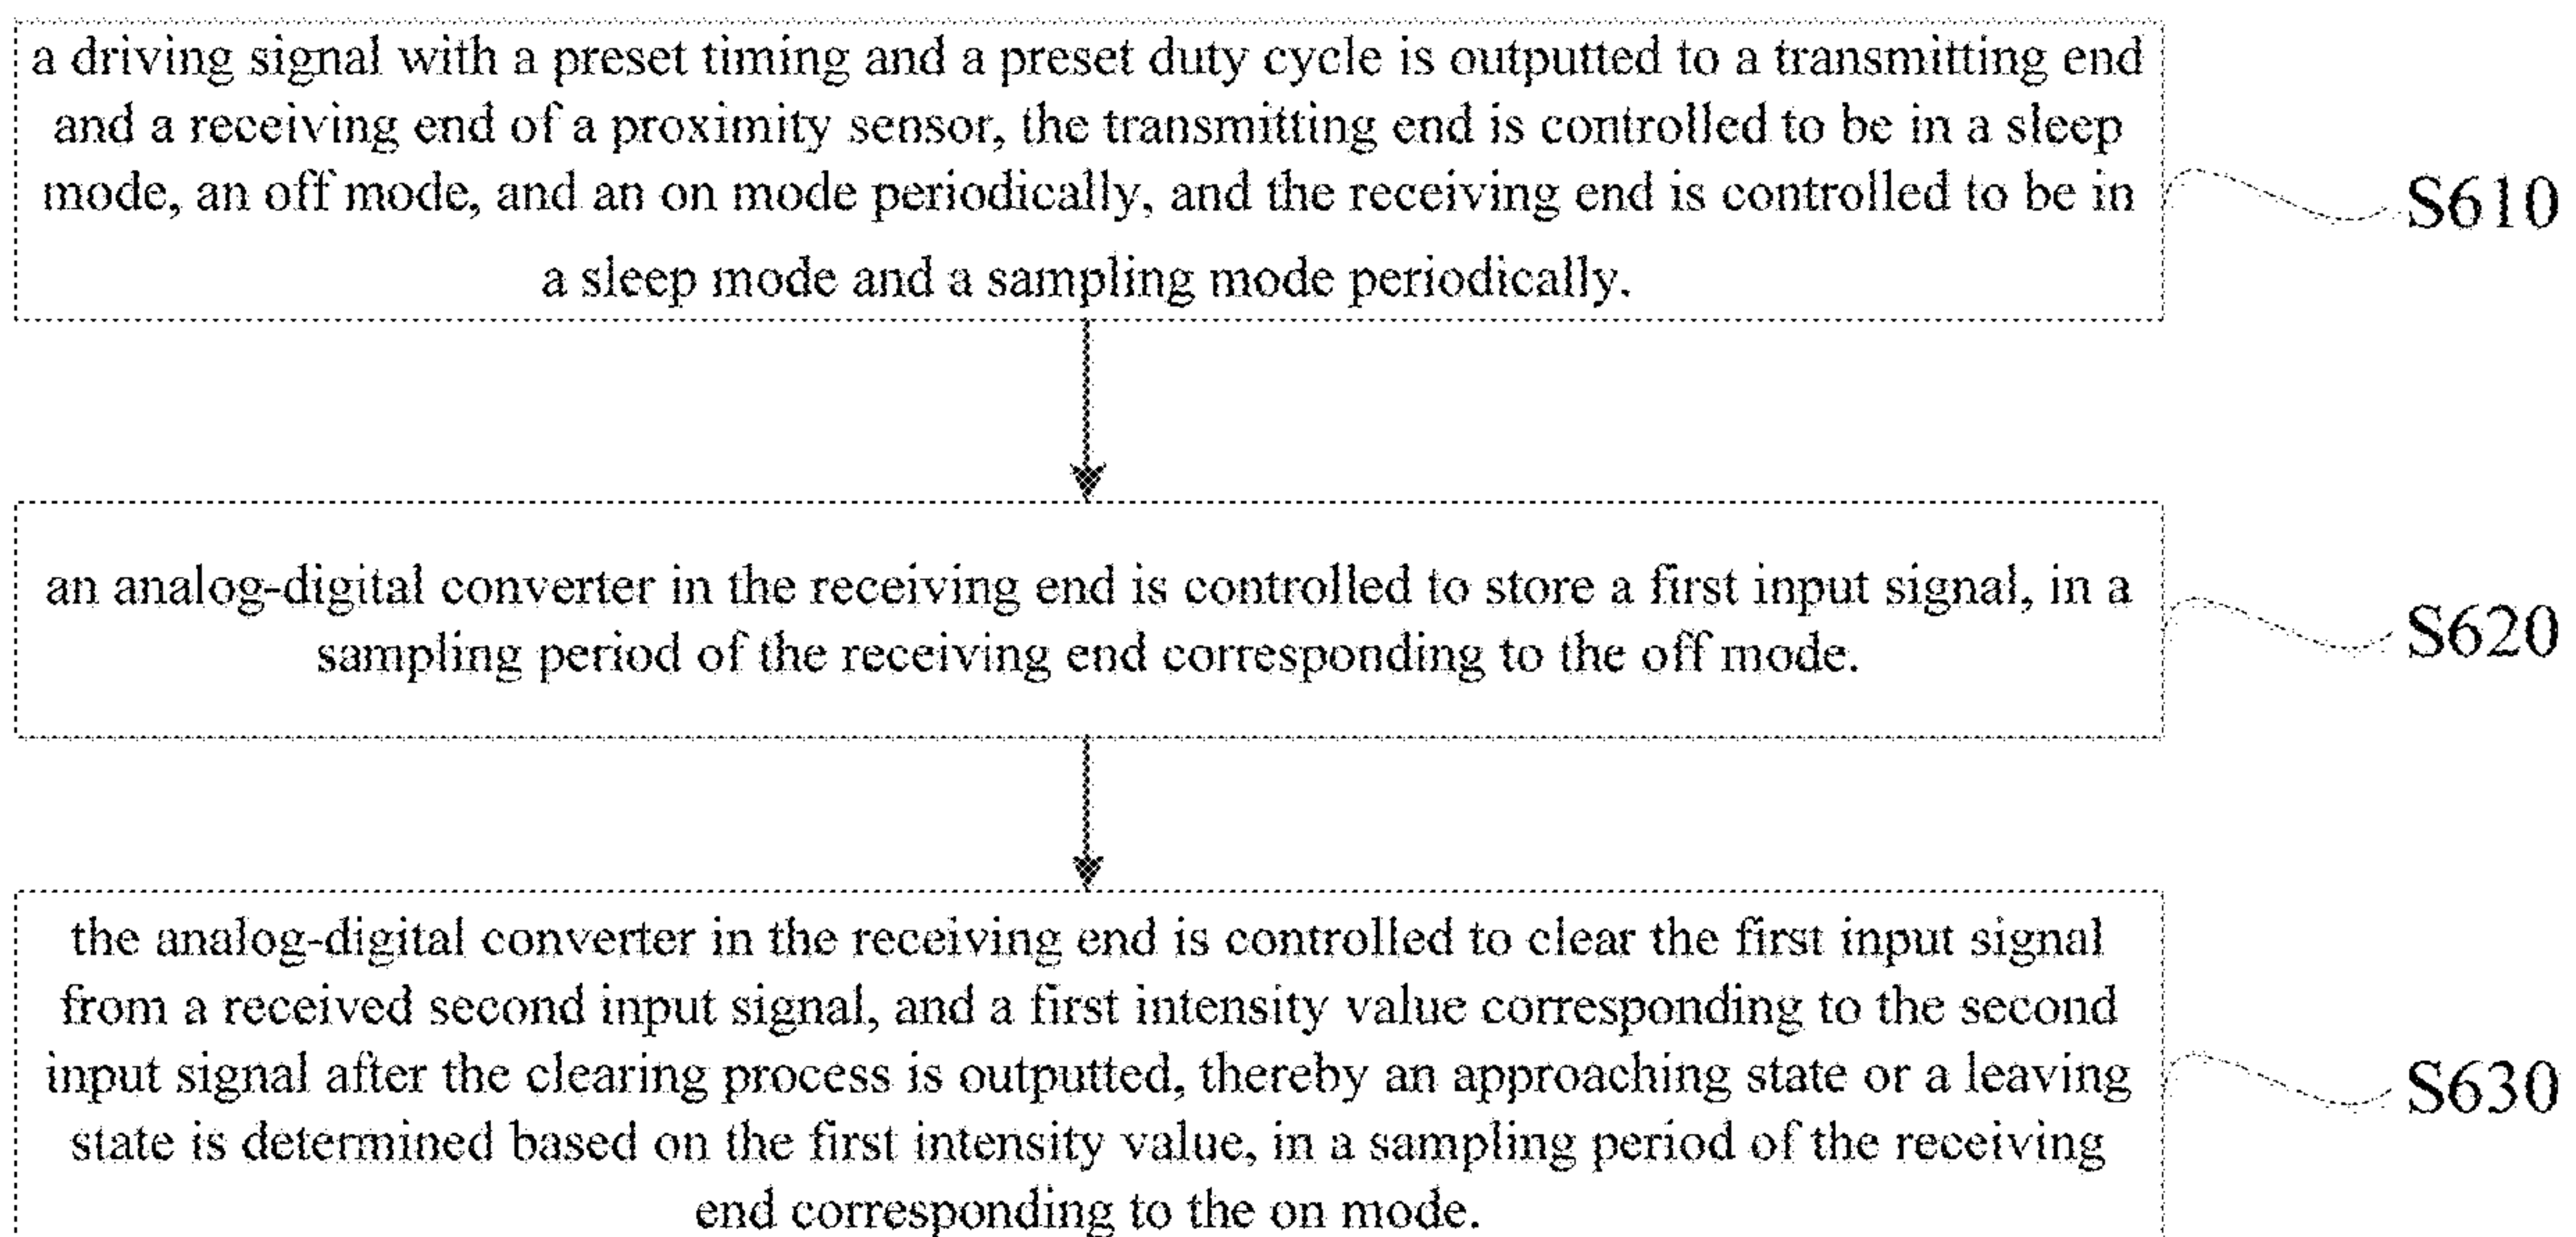 a driving signal with a preset timing and a preset duty cycle is outputted to a transmitting end
and a receiving end of a proximity sensor, the transmitting end is controlled to be in a sleep
mode, an off mode, and an on mode periodically, and the receiving end is controlled to be in
a sleep mode and a sampling mode periodically.
S610
an analog-digital converter in the receiving end is controlled to store a first input signal, in a
sampling period of the receiving end corresponding to the off mode.
S620
the analog-digital converter in the receiving end is controlled to clear the first input signal
from a received second input signal, and a first intensity value corresponding to the second
input signal after the clearing process is outputted, thereby an approaching state or a leaving
state is determined based on the first intensity value, in a sampling period of the receiving
end corresponding to the on mode.
S630